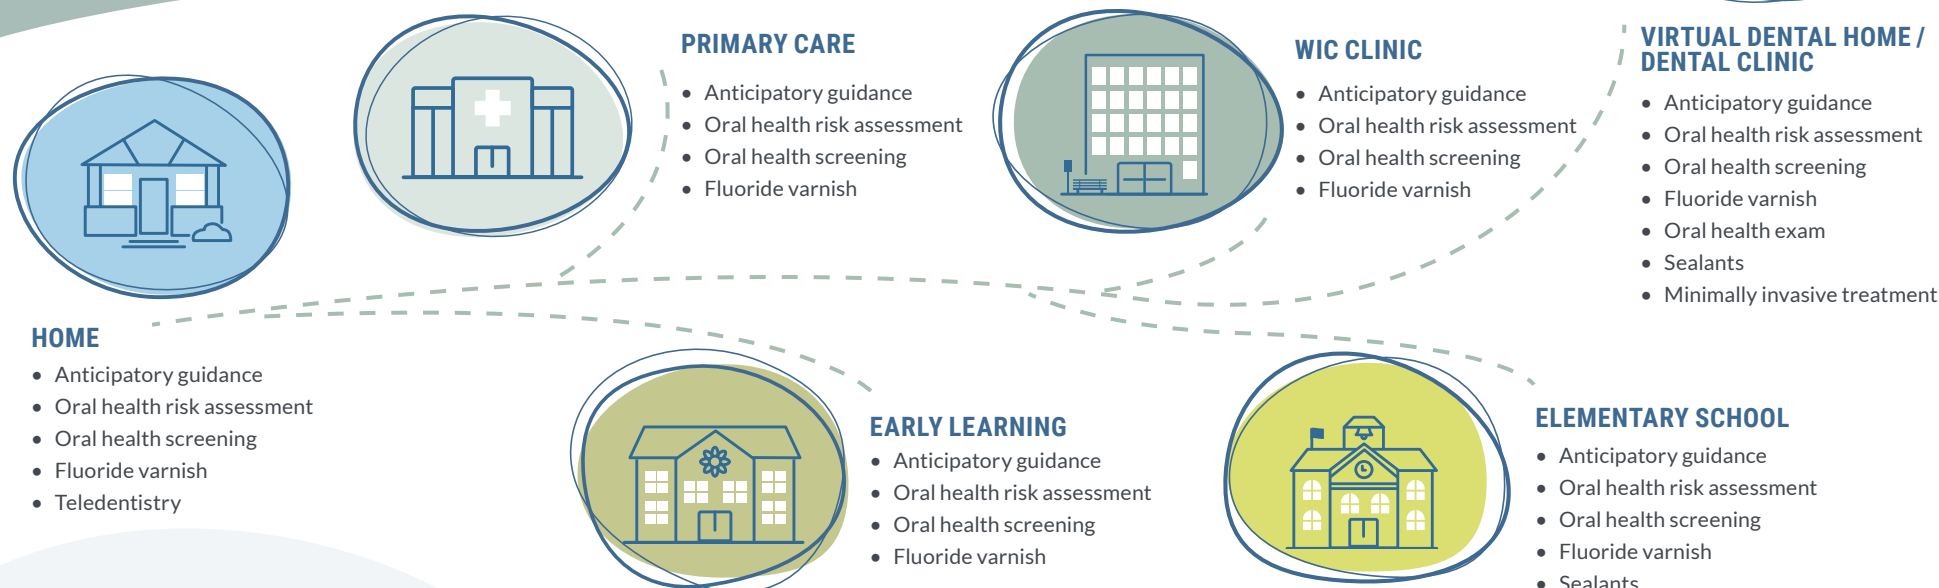 PRIMARY CARE
• Anticipatory guidance
• Oral health risk assessment
• Oral health screening
• Fluoride varnish
WIC CLINIC
• Anticipatory guidance
• Oral health risk assessment
• Oral health screening
• Fluoride varnish
VIRTUAL DENTAL HOME /
DENTAL CLINIC
• Anticipatory guidance
• Oral health risk assessment
• Oral health screening
• Fluoride varnish
• Oral health exam
• Sealants
• Minimally invasive treatment
HOME
• Anticipatory guidance
• Oral health risk assessment
• Oral health screening
• Fluoride varnish
• Teledentistry
EARLY LEARNING
• Anticipatory guidance
• Oral health risk assessment
• Oral health screening
• Fluoride varnish
ELEMENTARY SCHOOL
• Anticipatory guidance
• Oral health risk assessment
• Oral health screening
• Fluoride varnish
• Sealants